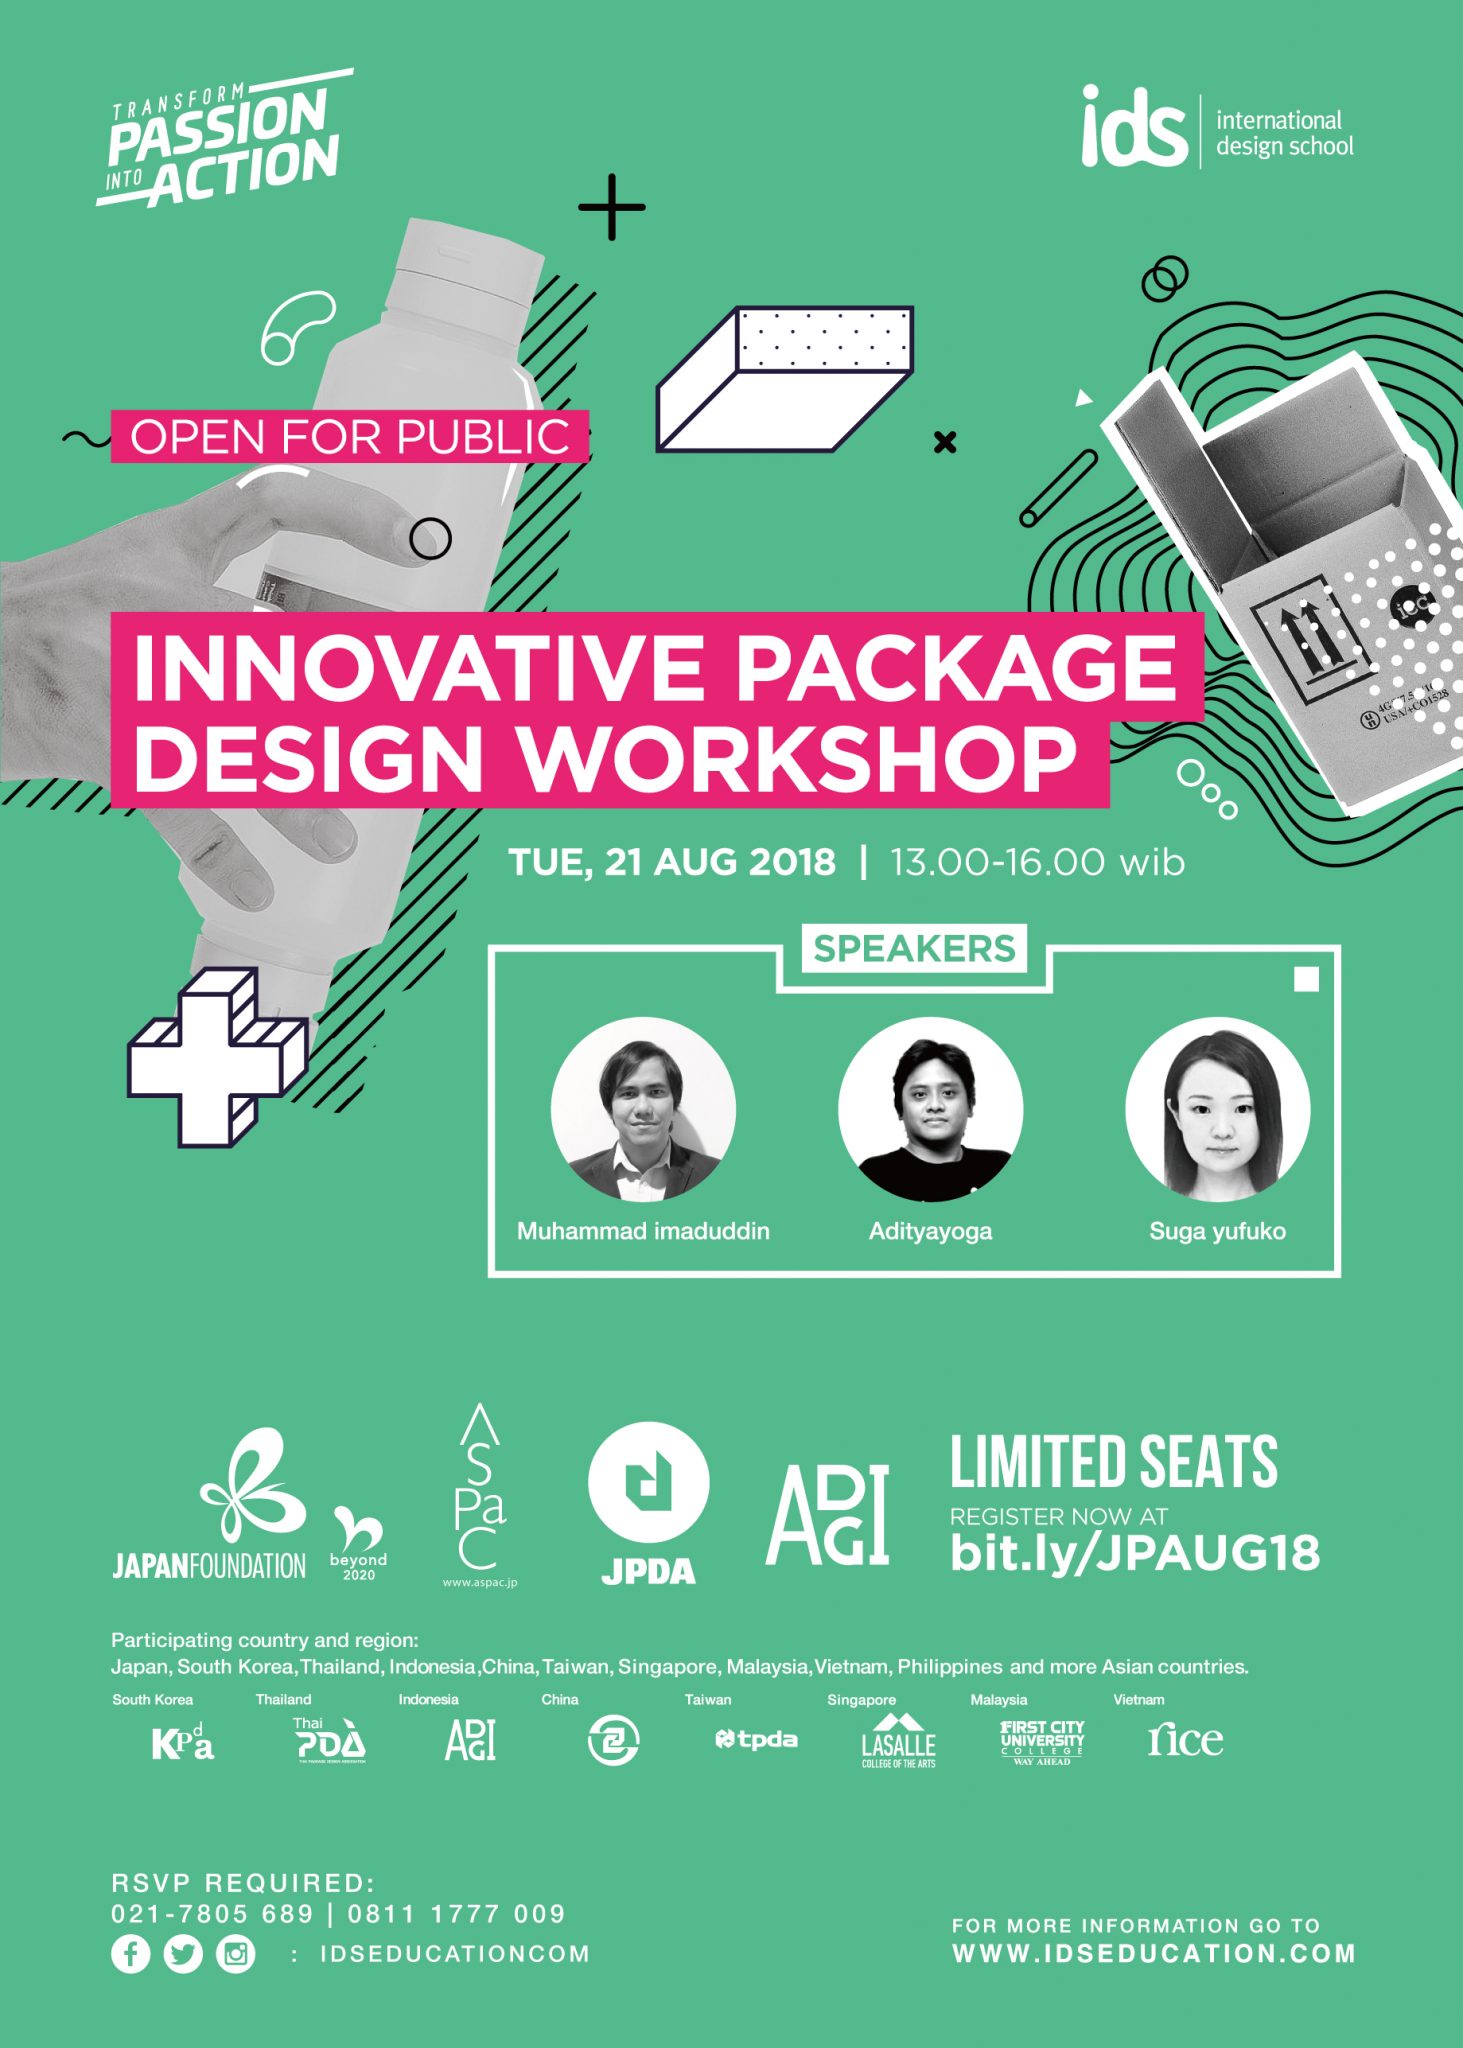 TRANSFORM
PASSION
INTO ACTION
ids
international
design school
OPEN FOR PUBLIC
INNOVATIVE PACKAGE
DESIGN WORKSHOP
TUE, 21 AUG 2018 | 13.00-16.00 wib
SPEAKERS
Muhammad imaduddin
Adityayoga
Suga yufuko
JAPANFOUNDATION
beyond
2020
ASPaC
www.aspac.jp
JPDA
ADGI
LIMITED SEATS
REGISTER NOW AT
bit.ly/JPAUG18
Participating country and region:
Japan, South Korea,Thailand, Indonesia,China, Taiwan, Singapore, Malaysia,Vietnam, Philippines and more Asian countries.
South Korea
Thailand
Indonesia
China
Taiwan
Singapore
Malaysia
Vietnam
KPda
Thai
PDA
ADGI
tpda
LASALLE
COLLEGE OF THE ARTS
FIRST CITY
UNIVERSITY
COLLEGE
WAY AHEAD
rice
RSVP REQUIRED:
021-7805 689 | 0811 1777 009
: IDSEDUCATIONCOM
FOR MORE INFORMATION GO TO
WWW.IDSEDUCATION.COM